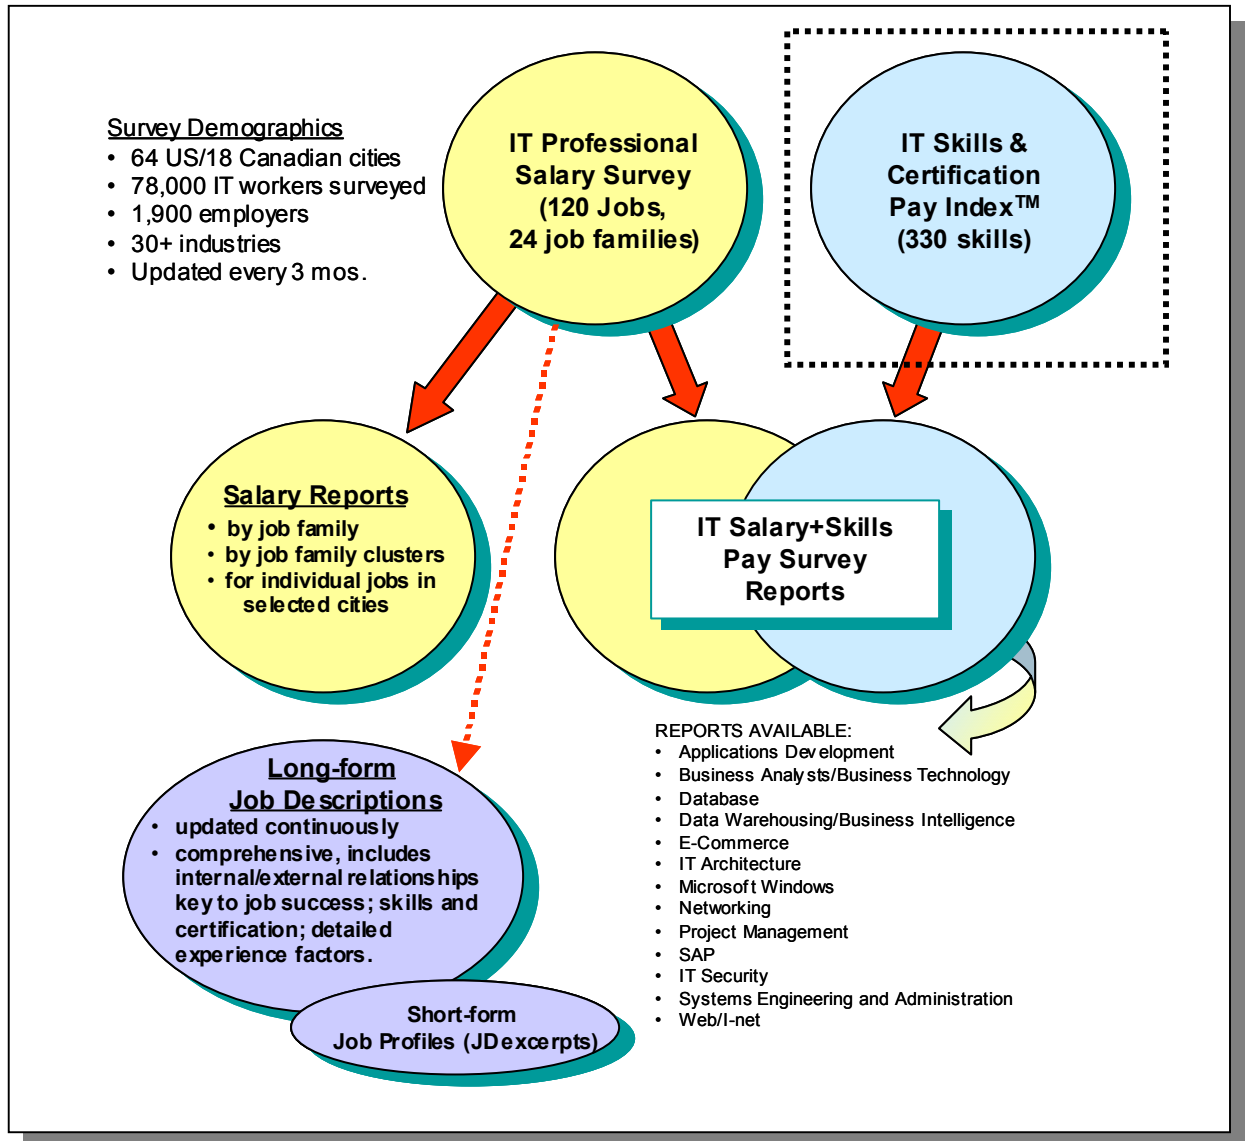 Survey Demographics
• 64 US/18 Canadian cities
• 78,000 IT workers surveyed
• 1,900 employers
• 30+ industries
• Updated every 3 mos.
IT Professional
Salary Survey
(120 Jobs,
24 job families)
IT Skills &
Certification
Pay Index™
(330 skills)
Salary Reports
• by job family
• by job family clusters
• for individual jobs in
selected cities
IT Salary+Skills
Pay Survey
Reports
Long-form
Job Descriptions
• updated continuously
• comprehensive, includes
internal/external relationships
key to job success; skills and
certification; detailed
experience factors.
Short-form
Job Profiles (JD excerpts)
REPORTS AVAILABLE:
• Applications Development
• Business Analysts/Business Technology
• Database
• Data Warehousing/Business Intelligence
• E-Commerce
• IT Architecture
• Microsoft Windows
• Networking
• Project Management
• SAP
• IT Security
• Systems Engineering and Administration
• Web/I-net